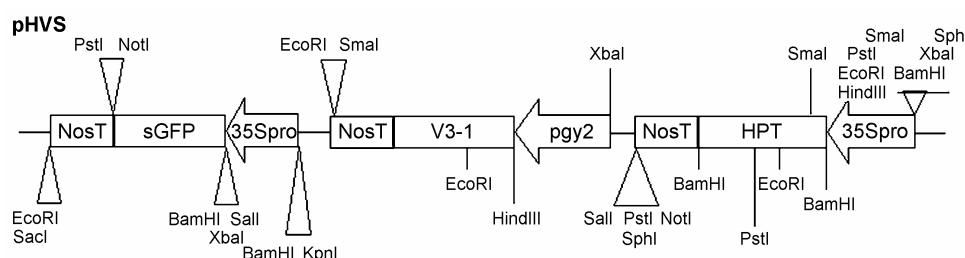 pHVS
PstI NotI
EcoRI SmaI
XbaI
SmaI
SmaI Sph
PstI XbaI
EcoRI BamHI
HindIII
NosT sGFP 35Spro NosT V3-1 pgy2 NosT HPT 35Spro
EcoRI
SacI
BamHI SalI
XbaI
BamHI KpnI
EcoRI
HindIII
SalI PstI NotI
SphI
BamHI
EcoRI
BamHI
PstI